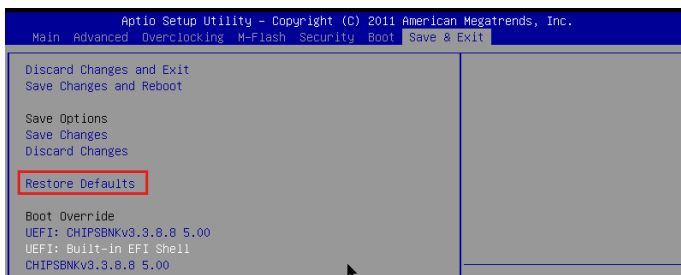 Aptio Setup Utility – Copyright (C) 2011 American Megatrends, Inc.
Main Advanced Overclocking M-Flash Security Boot Save & Exit
Discard Changes and Exit
Save Changes and Reboot
Save Options
Save Changes
Discard Changes
Restore Defaults
Boot Override
UEFI: CHIPSBNKv3.3.8.8 5.00
UEFI: Built-in EFI Shell
CHIPSBNKv3.3.8.8 5.00